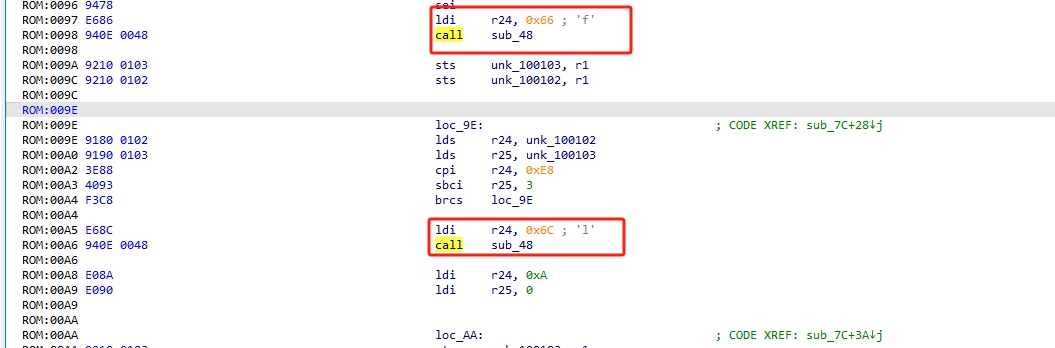 ROM:0096 9478 sei
ROM:0097 E686 ldi r24, 0x66 ; 'f'
ROM:0098 940E 0048 call sub_48
ROM:0098
ROM:009A 9210 0103 sts unk_100103, r1
ROM:009C 9210 0102 sts unk_100102, r1
ROM:009C
ROM:009E
ROM:009E loc_9E: ; CODE XREF: sub_7C+28↓j
ROM:009E 9180 0102 lds r24, unk_100102
ROM:00A0 9190 0103 lds r25, unk_100103
ROM:00A2 3E88 cpi r24, 0xE8
ROM:00A3 4093 sbci r25, 3
ROM:00A4 F3C8 brcs loc_9E
ROM:00A4
ROM:00A5 E68C ldi r24, 0x6C ; 'l'
ROM:00A6 940E 0048 call sub_48
ROM:00A6
ROM:00A8 E08A ldi r24, 0xA
ROM:00A9 E090 ldi r25, 0
ROM:00A9
ROM:00AA
ROM:00AA loc_AA: ; CODE XREF: sub_7C+3A↓j